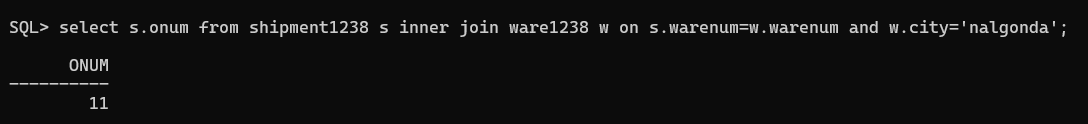 SQL> select s.onum from shipment1238 s inner join ware1238 w on s.warenum=w.warenum and w.city='nalgonda';
ONUM
----------
11